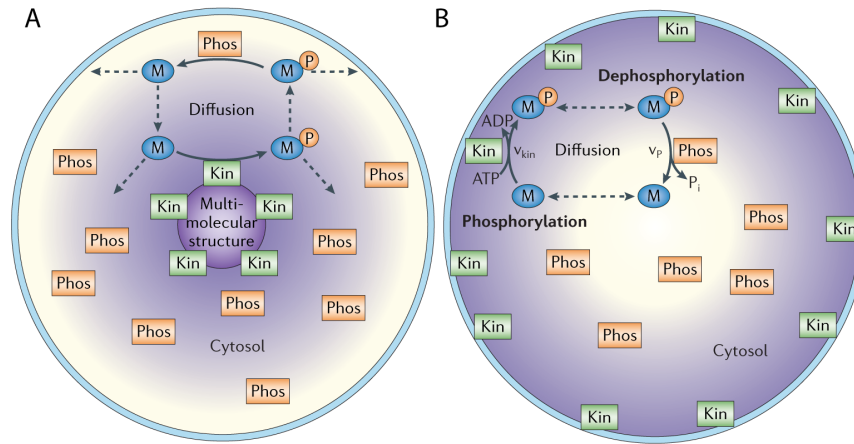 A
Phos
M
M
P
Diffusion
M
M
P
Phos
Phos
Kin
Kin
Multi-
molecular
structure
Kin
Phos
Phos
Kin
Kin
Phos
Phos
Phos
Phos
Cytosol
Phos
B
Kin
Kin
Dephosphorylation
Kin
M
P
M
P
ADP
Kin
vkin
Diffusion
vP
Phos
ATP
Pi
M
M
Phosphorylation
Phos
Kin
Kin
Phos
Phos
Phos
Kin
Phos
Kin
Cytosol
Kin
Kin